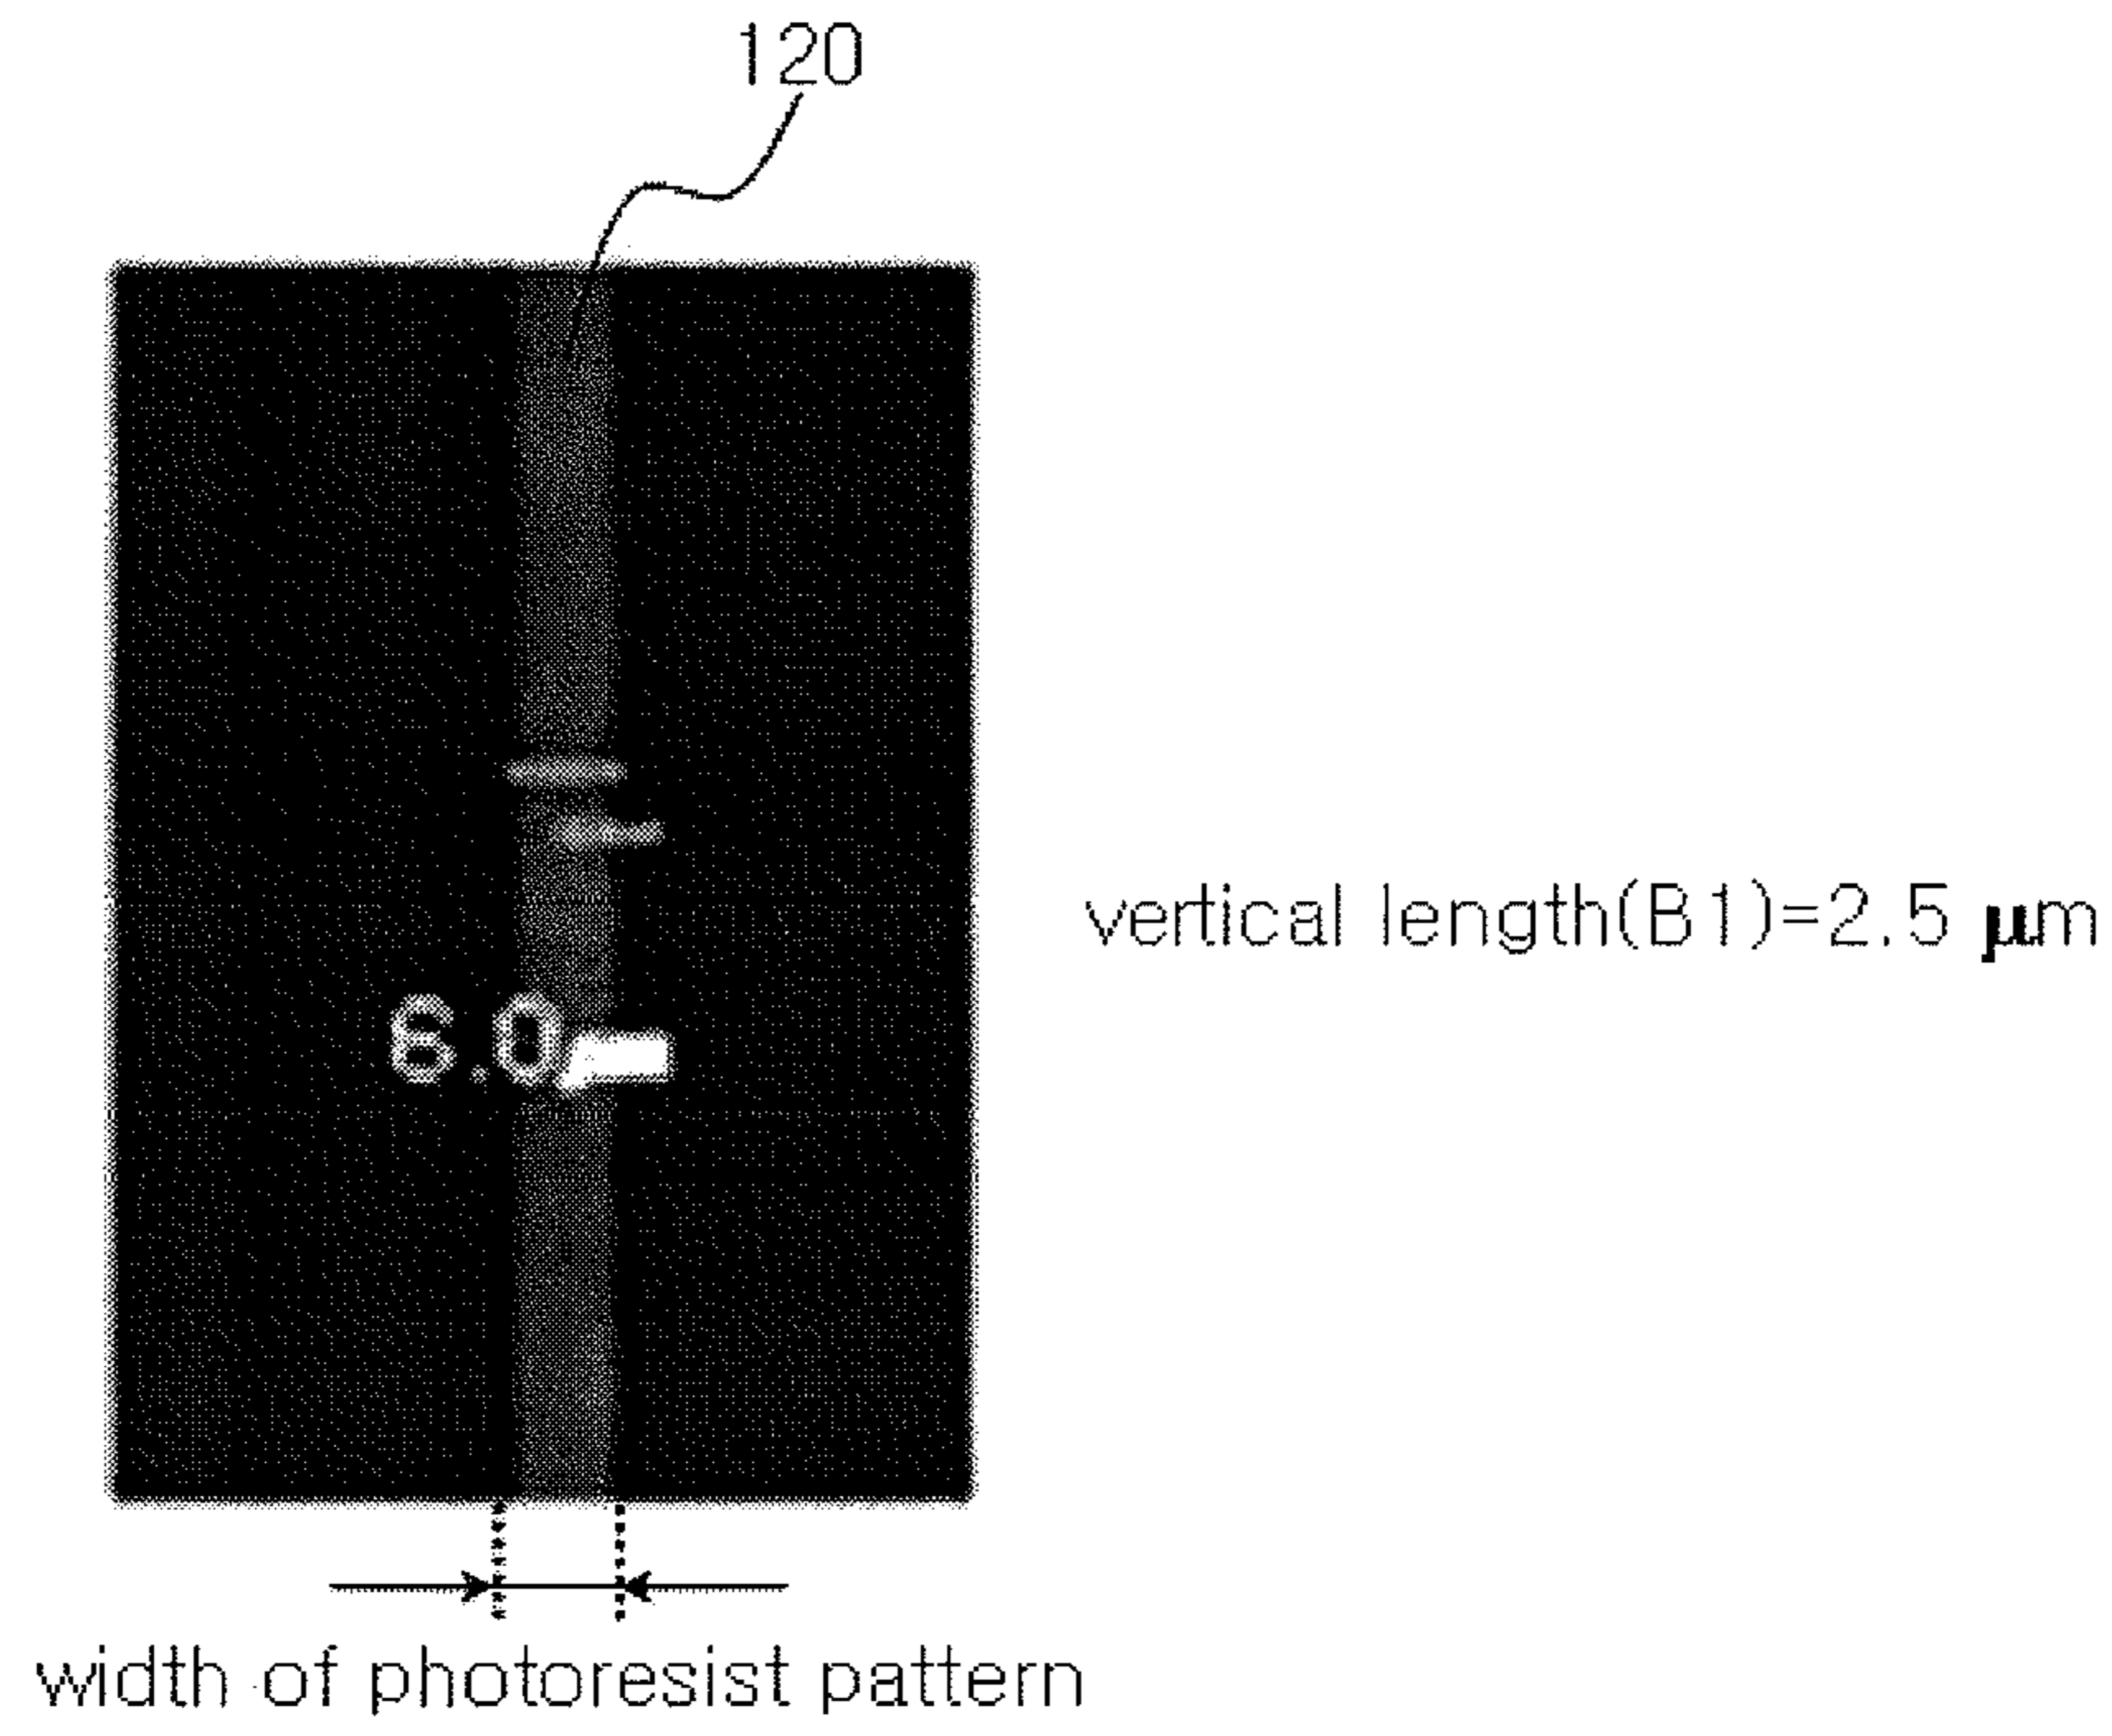 120
vertical length(B1)=2.5 μm
6.0
width of photoresist pattern